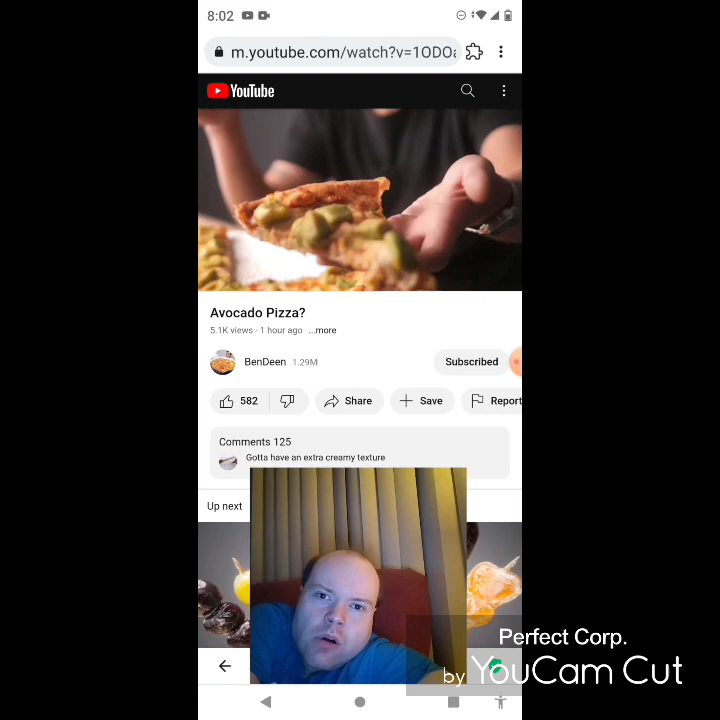 8:02
m.youtube.com/watch?v=1ODO
YouTube
Avocado Pizza?
5.1K views · 1 hour ago ...more
BenDeen 1.29M Subscribed
582 Share Save Report
Comments 125
Gotta have an extra creamy texture
Up next
Perfect Corp.
by YouCam Cut